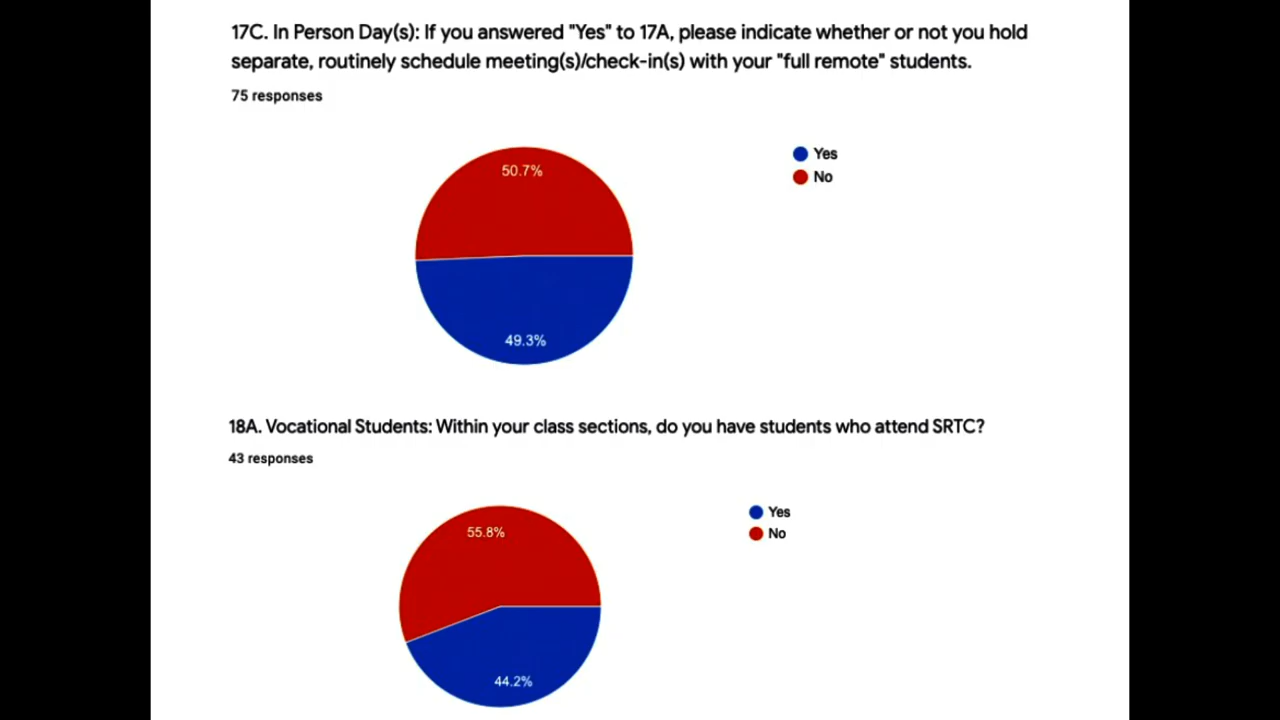 17C. In Person Day(s): If you answered "Yes" to 17A, please indicate whether or not you hold
separate, routinely schedule meeting(s)/check-in(s) with your "full remote" students.
75 responses
50.7%
49.3%
Yes
No
18A. Vocational Students: Within your class sections, do you have students who attend SRTC?
43 responses
55.8%
44.2%
Yes
No